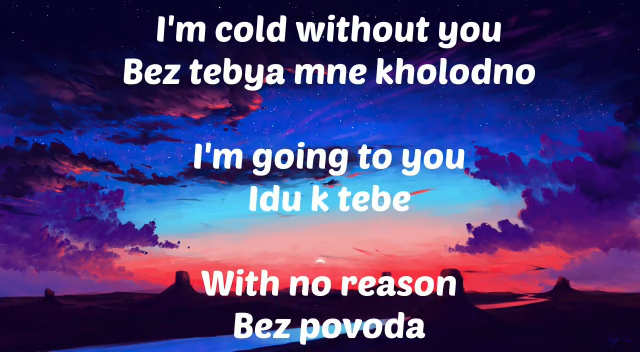 I'm cold without you
Bez tebya mne kholodno
I'm going to you
Idu k tebe
With no reason
Bez povoda